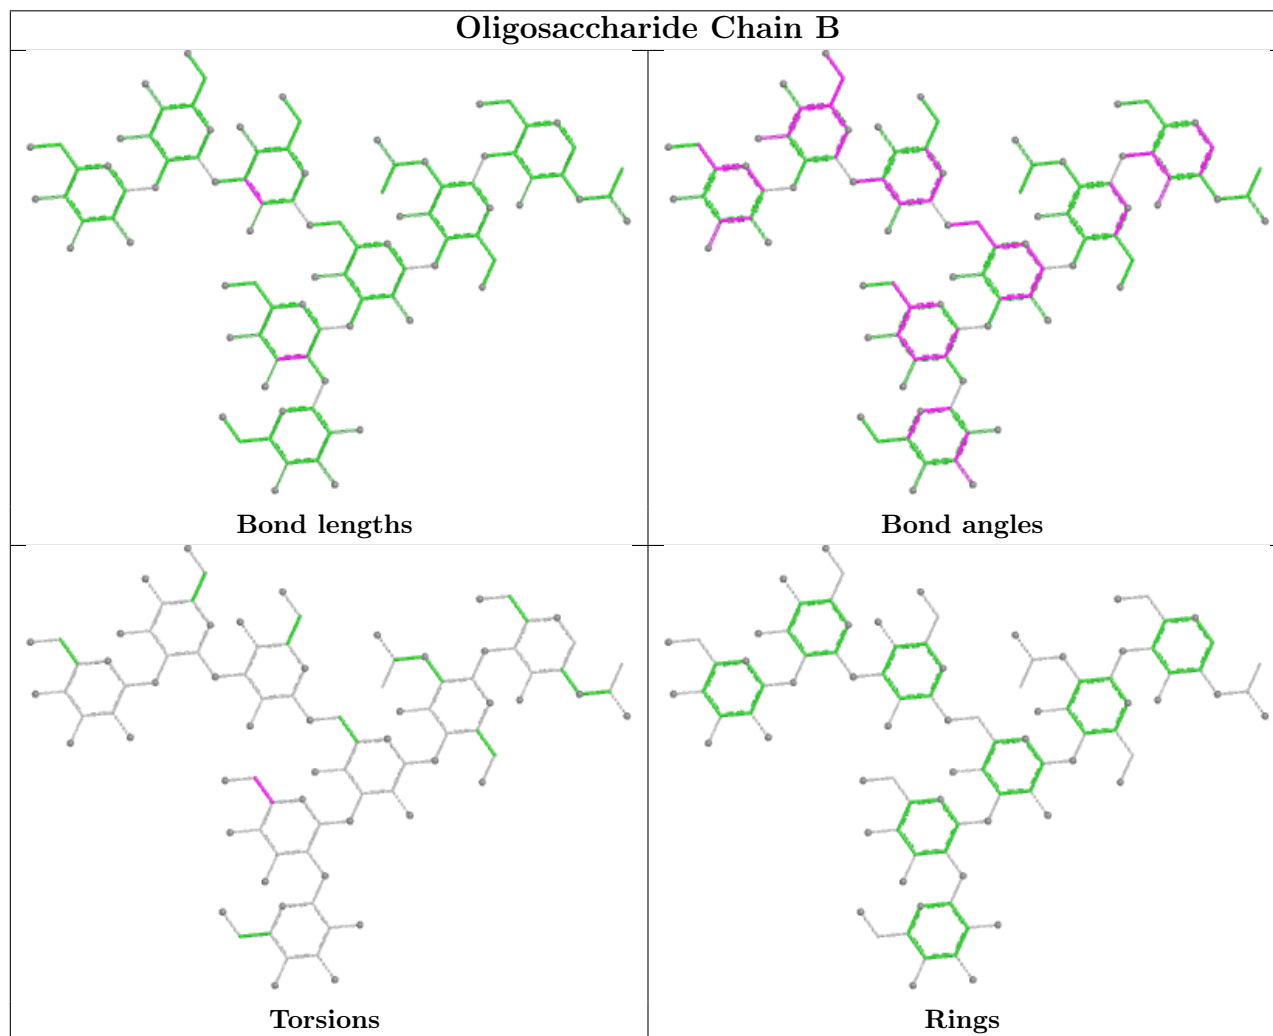 Oligosaccharide Chain B
Bond lengths
Bond angles
Torsions
Rings